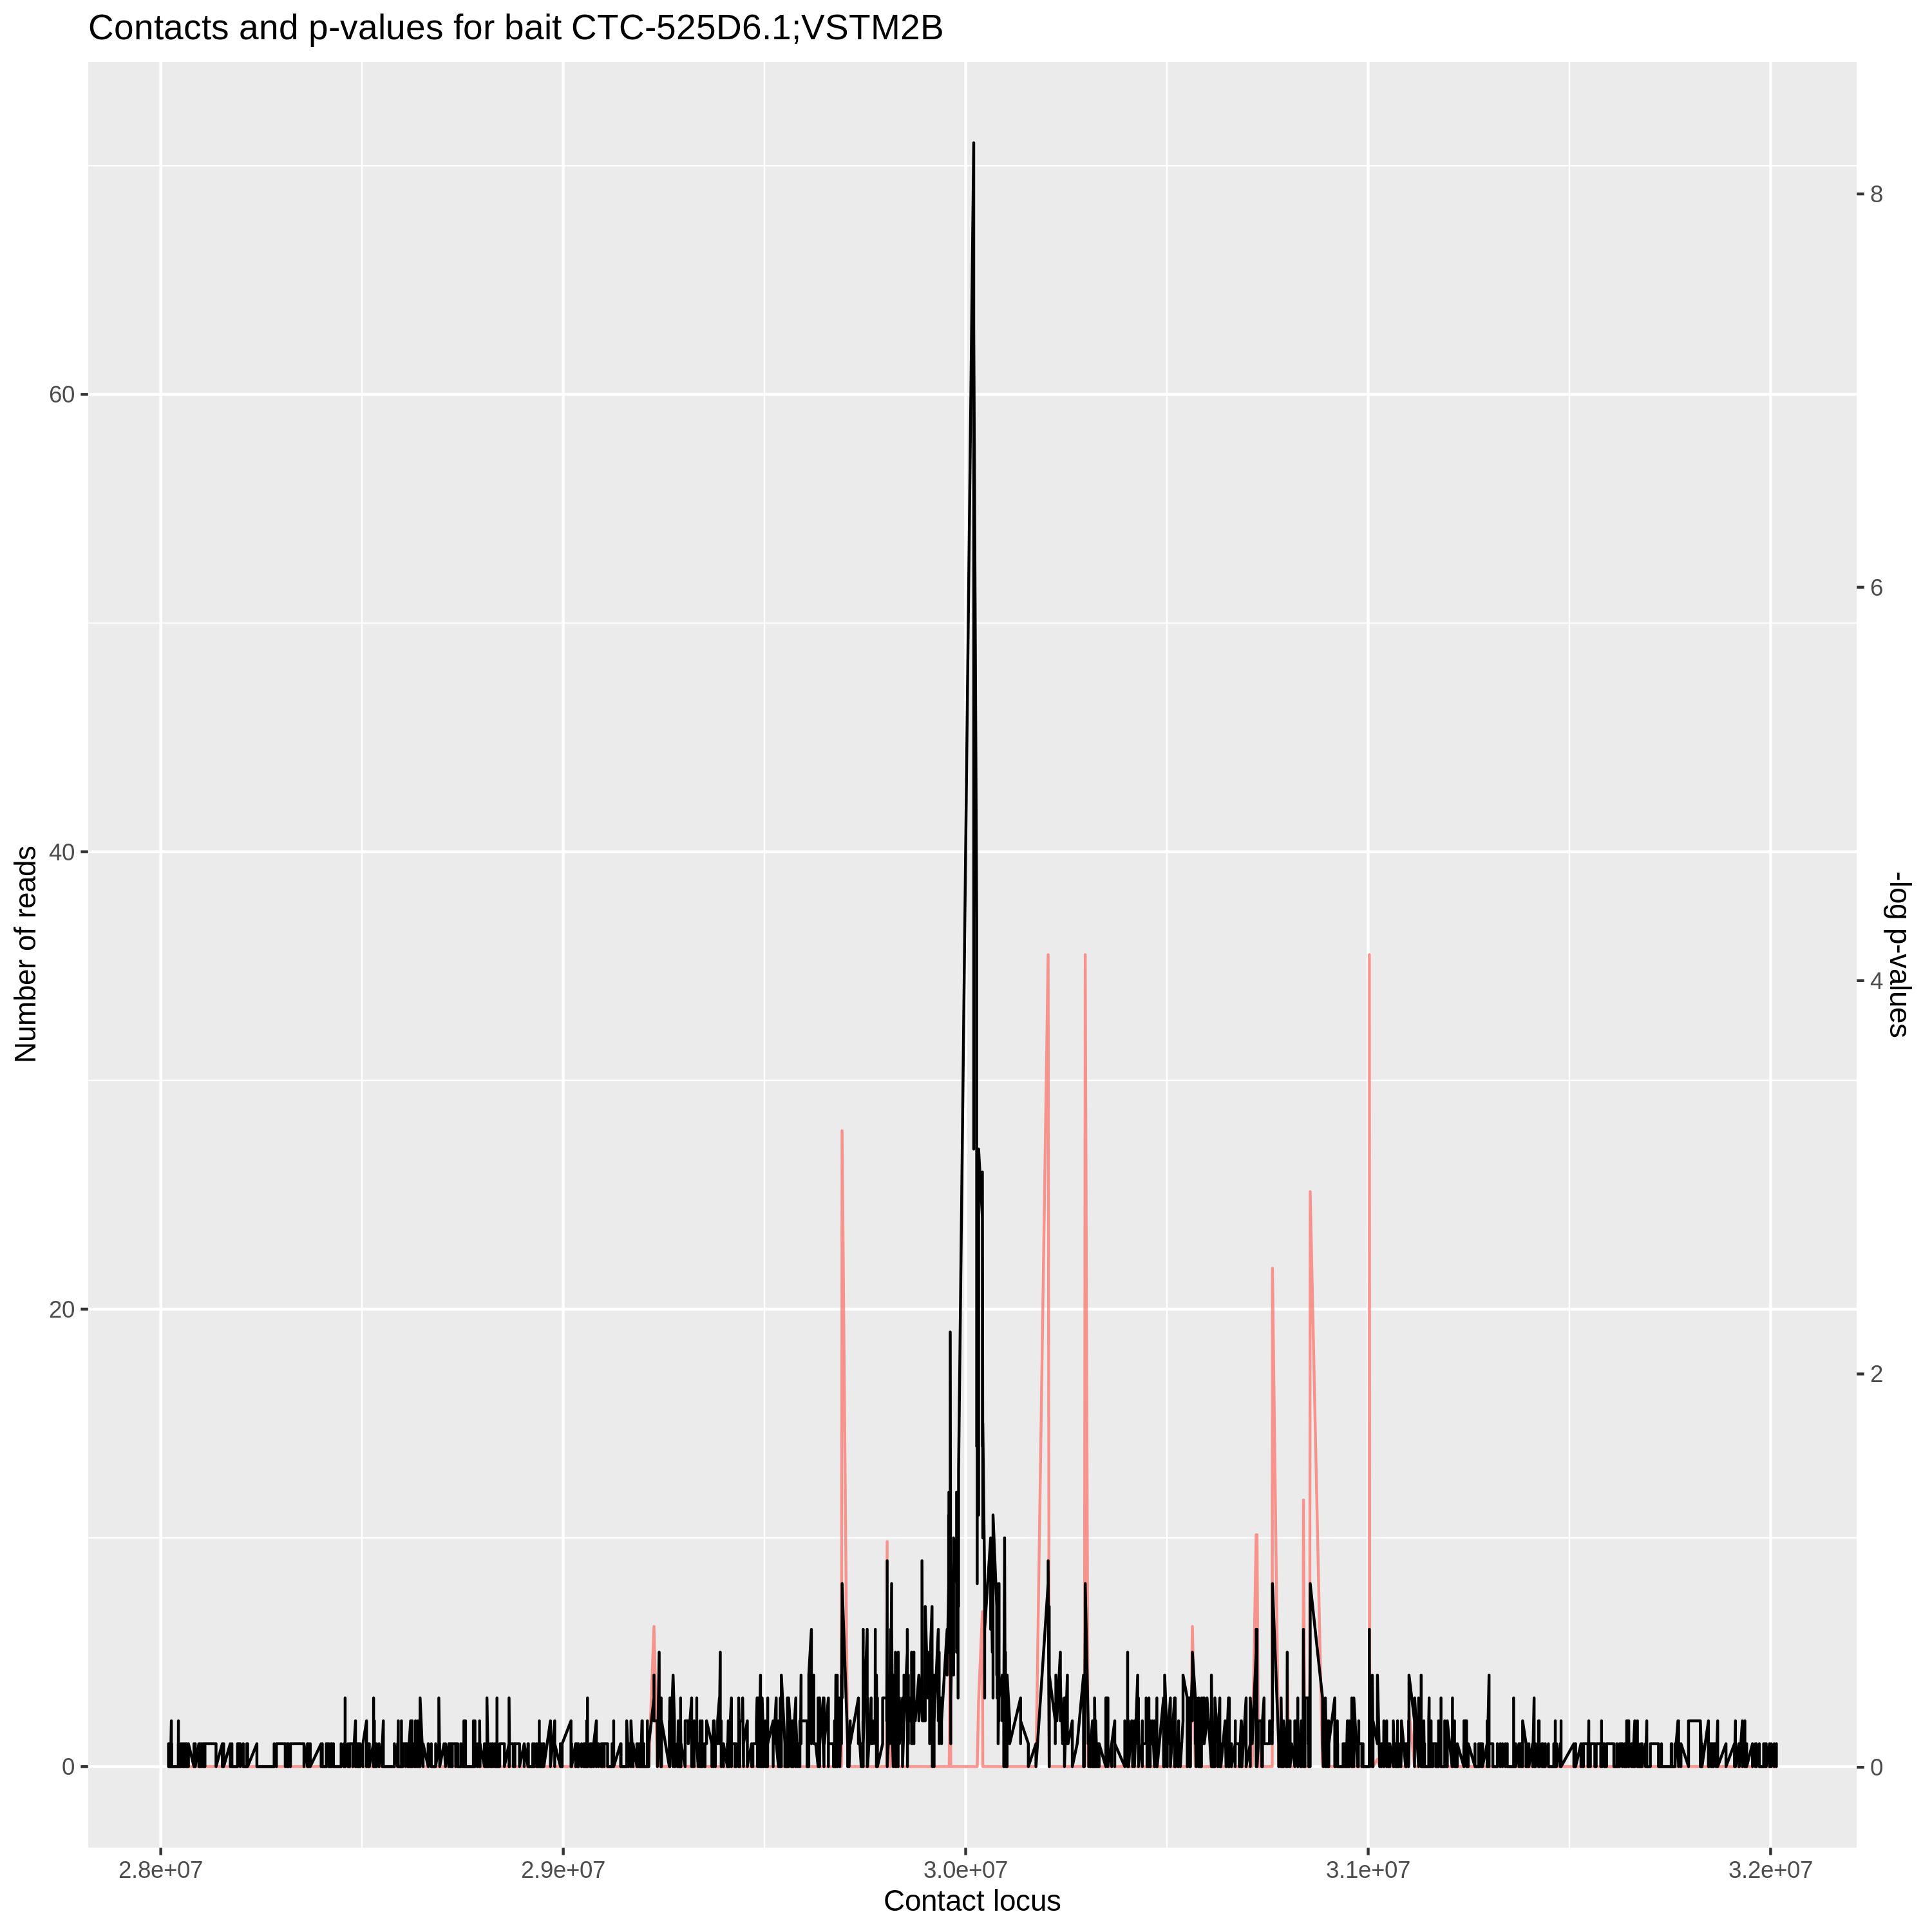 Contacts and p-values for bait CTC-525D6.1;VSTM2B
Number of reads
60
40
20
0
8
6
4
2
0
-log p-values
2.8e+07 2.9e+07 3.0e+07 3.1e+07 3.2e+07
Contact locus